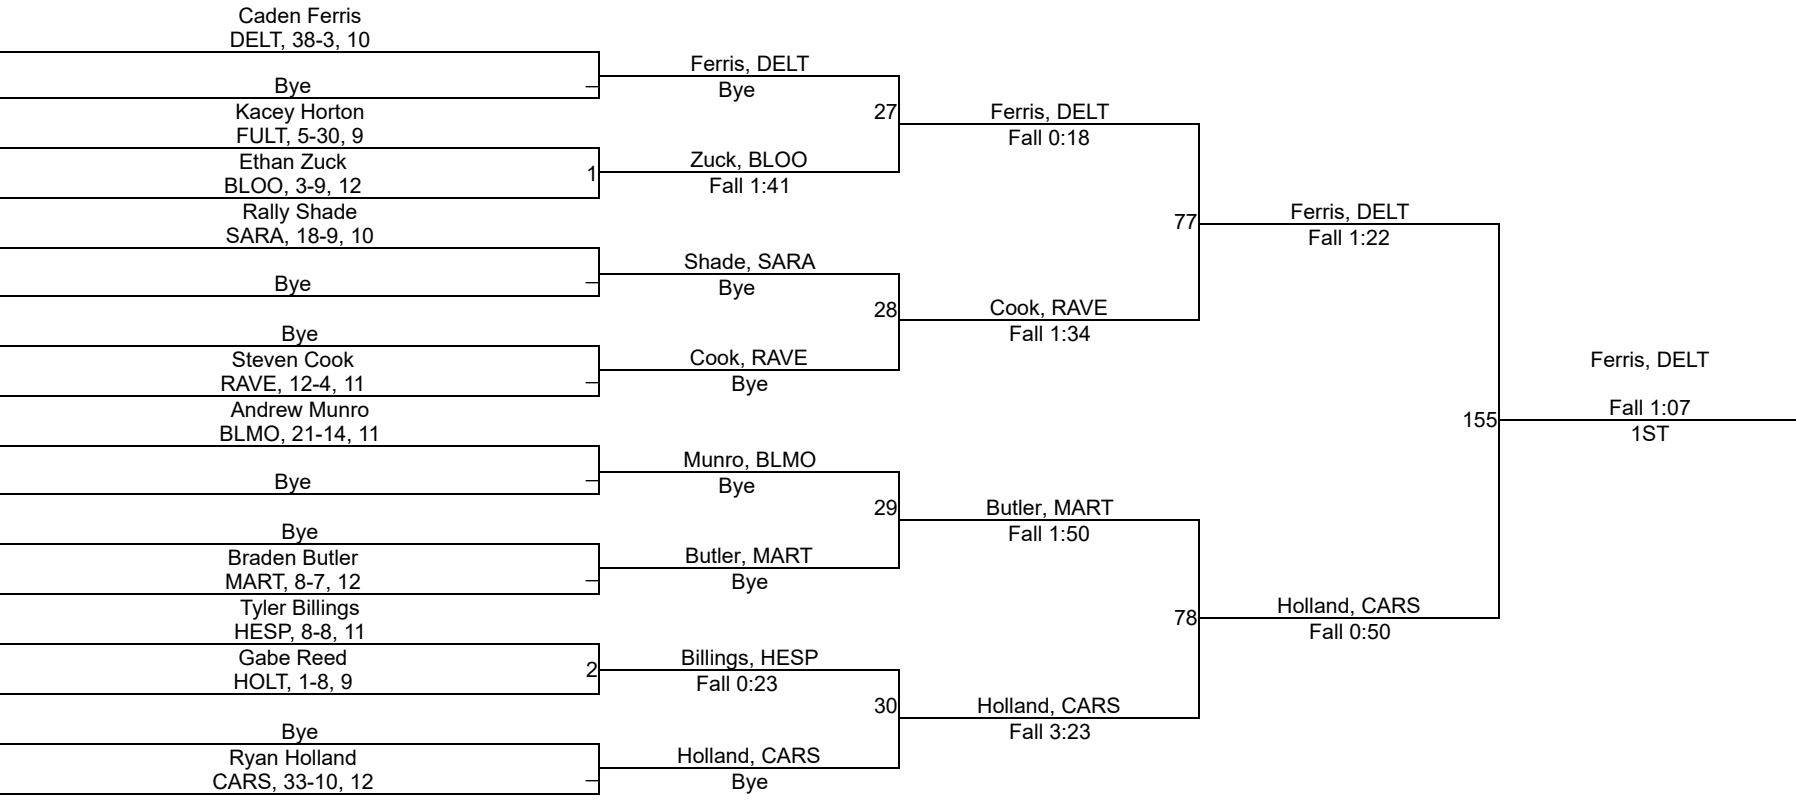 Caden Ferris
DELT, 38-3, 10
Bye
Kacey Horton
FULT, 5-30, 9
Ethan Zuck
BLOO, 3-9, 12
1
Rally Shade
SARA, 18-9, 10
Bye
Bye
Steven Cook
RAVE, 12-4, 11
Andrew Munro
BLMO, 21-14, 11
Bye
Bye
Braden Butler
MART, 8-7, 12
Tyler Billings
HESP, 8-8, 11
Gabe Reed
HOLT, 1-8, 9
2
Bye
Ryan Holland
CARS, 33-10, 12
Ferris, DELT
Bye
27
Zuck, BLOO
Fall 1:41
Shade, SARA
Bye
28
Cook, RAVE
Bye
Munro, BLMO
Bye
29
Butler, MART
Bye
Billings, HESP
Fall 0:23
30
Holland, CARS
Bye
Ferris, DELT
Fall 0:18
77
Cook, RAVE
Fall 1:34
Butler, MART
Fall 1:50
78
Holland, CARS
Fall 3:23
Ferris, DELT
Fall 1:22
155
Holland, CARS
Fall 0:50
Ferris, DELT
Fall 1:07
1ST